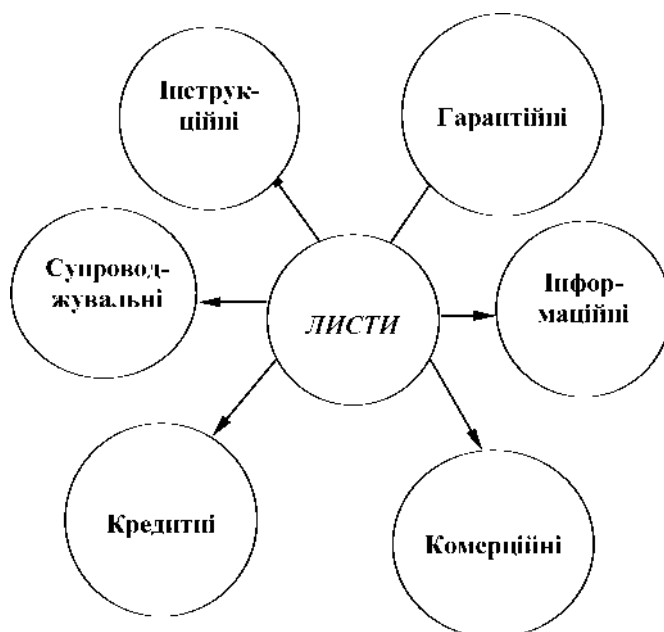 Інструк-
ційні
Гарантійні
Супровод-
жувальні
ЛИСТИ
Інфор-
маційні
Кредитні
Комерційні